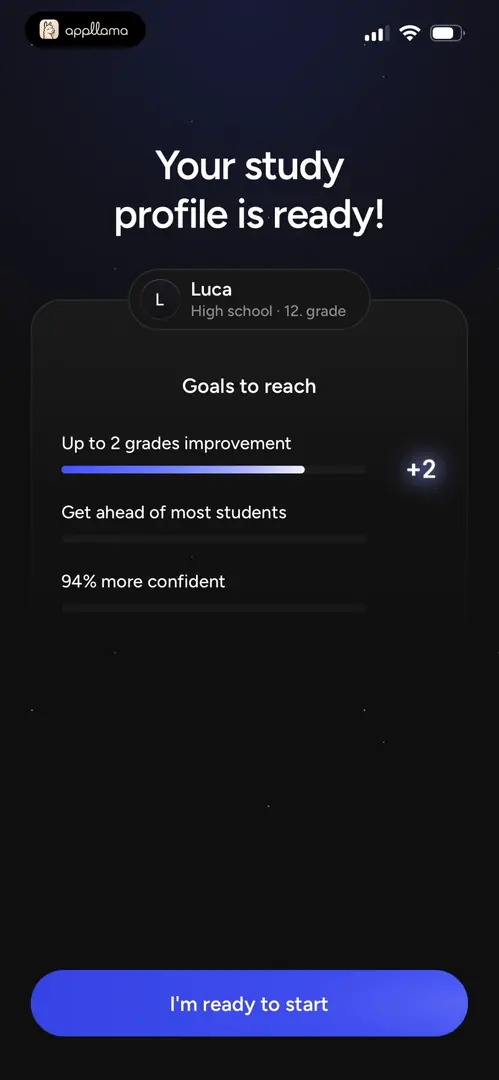 appllama
Your study
profile is ready!
L
Luca
High school · 12. grade
Goals to reach
Up to 2 grades improvement
+2
Get ahead of most students
94% more confident
I'm ready to start